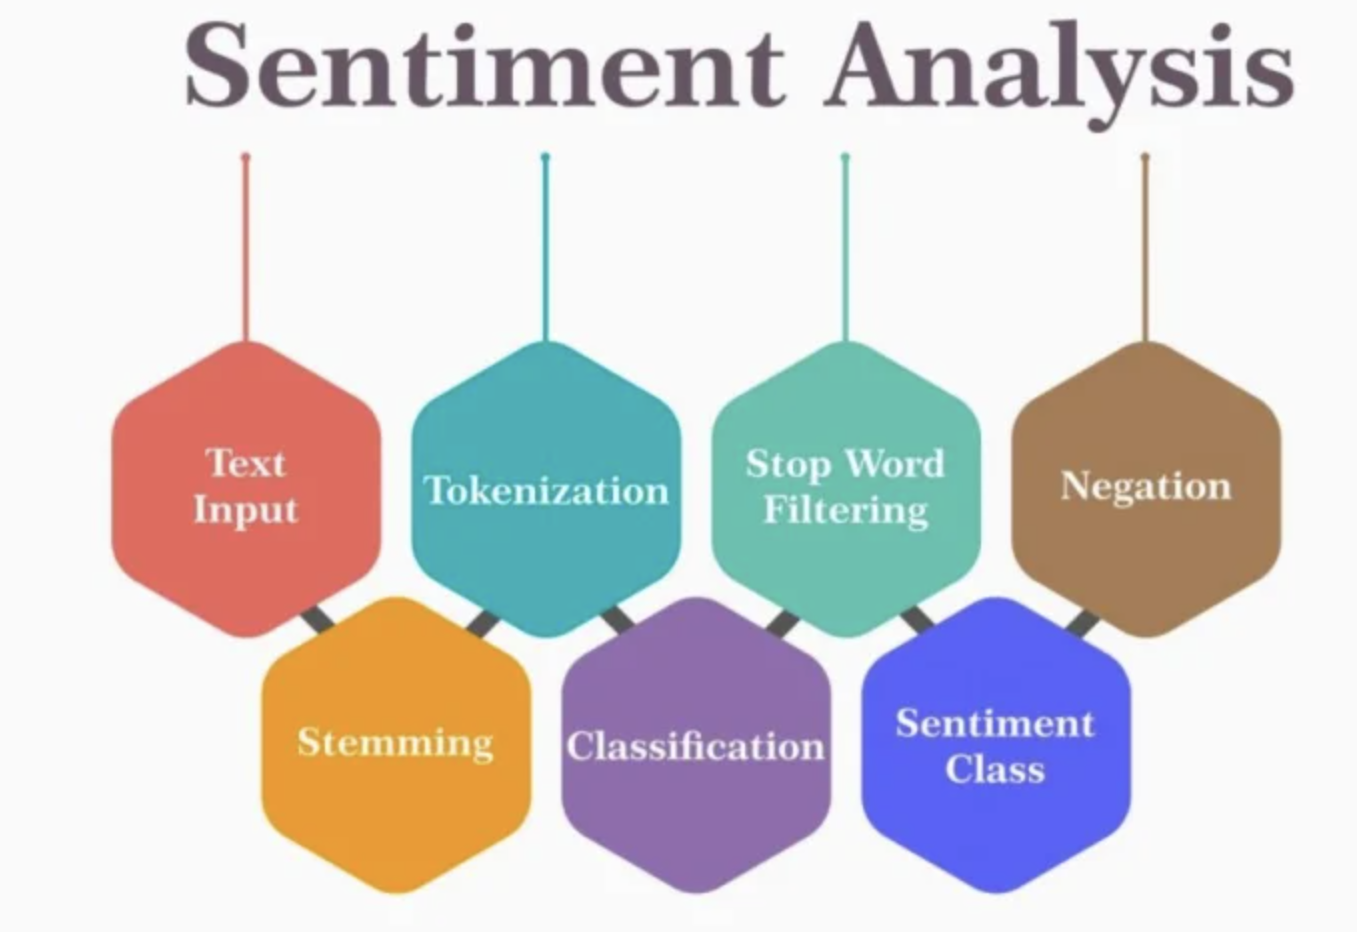 Sentiment Analysis
Text
Input
Tokenization
Stop Word
Filtering
Negation
Stemming
Classification
Sentiment
Class